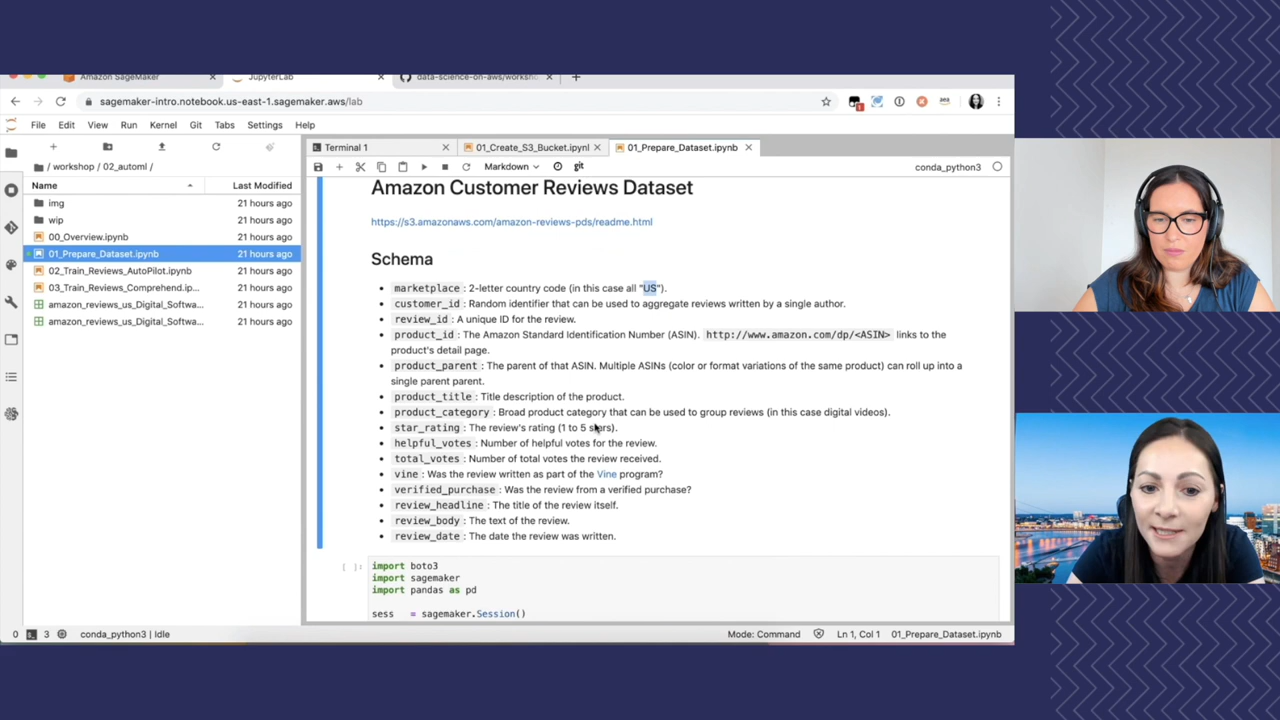 Amazon SageMaker
JupyterLab
data-science-on-aws/worksh
sagemaker-intro.notebook.us-east-1.sagemaker.aws/lab
File Edit View Run Kernel Git Tabs Settings Help
Terminal 1
01_Create_S3_Bucket.ipynl
01_Prepare_Dataset.ipynb
/ workshop / 02_automl /
Markdown
git
conda_python3
Name
Last Modified
img
21 hours ago
wip
21 hours ago
00_Overview.ipynb
21 hours ago
01_Prepare_Dataset.ipynb
21 hours ago
02_Train_Reviews_AutoPilot.ipynb
21 hours ago
03_Train_Reviews_Comprehend.ipynl
21 hours ago
amazon_reviews_us_Digital_Softwa...
21 hours ago
amazon_reviews_us_Digital_Softwa...
21 hours ago
Amazon Customer Reviews Dataset
https://s3.amazonaws.com/amazon-reviews-pds/readme.html
Schema
• marketplace : 2-letter country code (in this case all "US").
• customer_id : Random identifier that can be used to aggregate reviews written by a single author.
• review_id : A unique ID for the review.
• product_id : The Amazon Standard Identification Number (ASIN). http://www.amazon.com/dp/<ASIN> links to the
product's detail page.
• product_parent : The parent of that ASIN. Multiple ASINs (color or format variations of the same product) can roll up into a
single parent parent.
• product_title : Title description of the product.
• product_category : Broad product category that can be used to group reviews (in this case digital videos).
• star_rating : The review's rating (1 to 5 stars).
• helpful_votes : Number of helpful votes for the review.
• total_votes : Number of total votes the review received.
• vine : Was the review written as part of the Vine program?
• verified_purchase : Was the review from a verified purchase?
• review_headline : The title of the review itself.
• review_body : The text of the review.
• review_date : The date the review was written.
[ ]:
import boto3
import sagemaker
import pandas as pd
sess = sagemaker.Session()
0
3
conda_python3 | Idle
Mode: Command
Ln 1, Col 1
01_Prepare_Dataset.ipynb